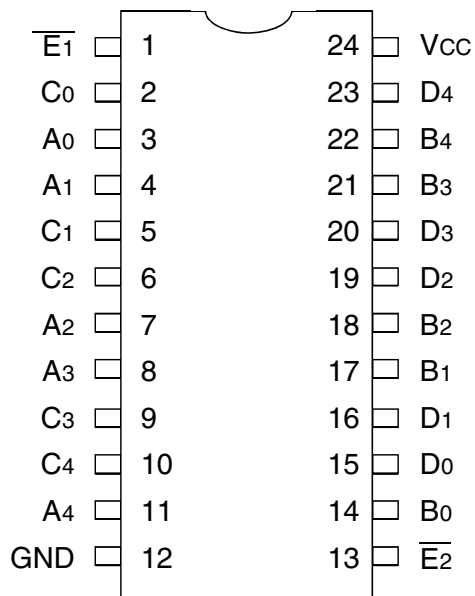 E̅1̅ 1 24 VCC
C0 2 23 D4
A0 3 22 B4
A1 4 21 B3
C1 5 20 D3
C2 6 19 D2
A2 7 18 B2
A3 8 17 B1
C3 9 16 D1
C4 10 15 D0
A4 11 14 B0
GND 12 13 E̅2̅